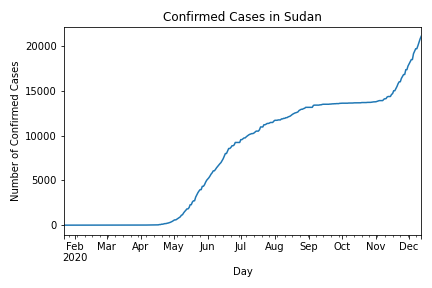 Confirmed Cases in Sudan
Number of Confirmed Cases
20000
15000
10000
5000
0
Feb Mar Apr May Jun Jul Aug Sep Oct Nov Dec
2020
Day